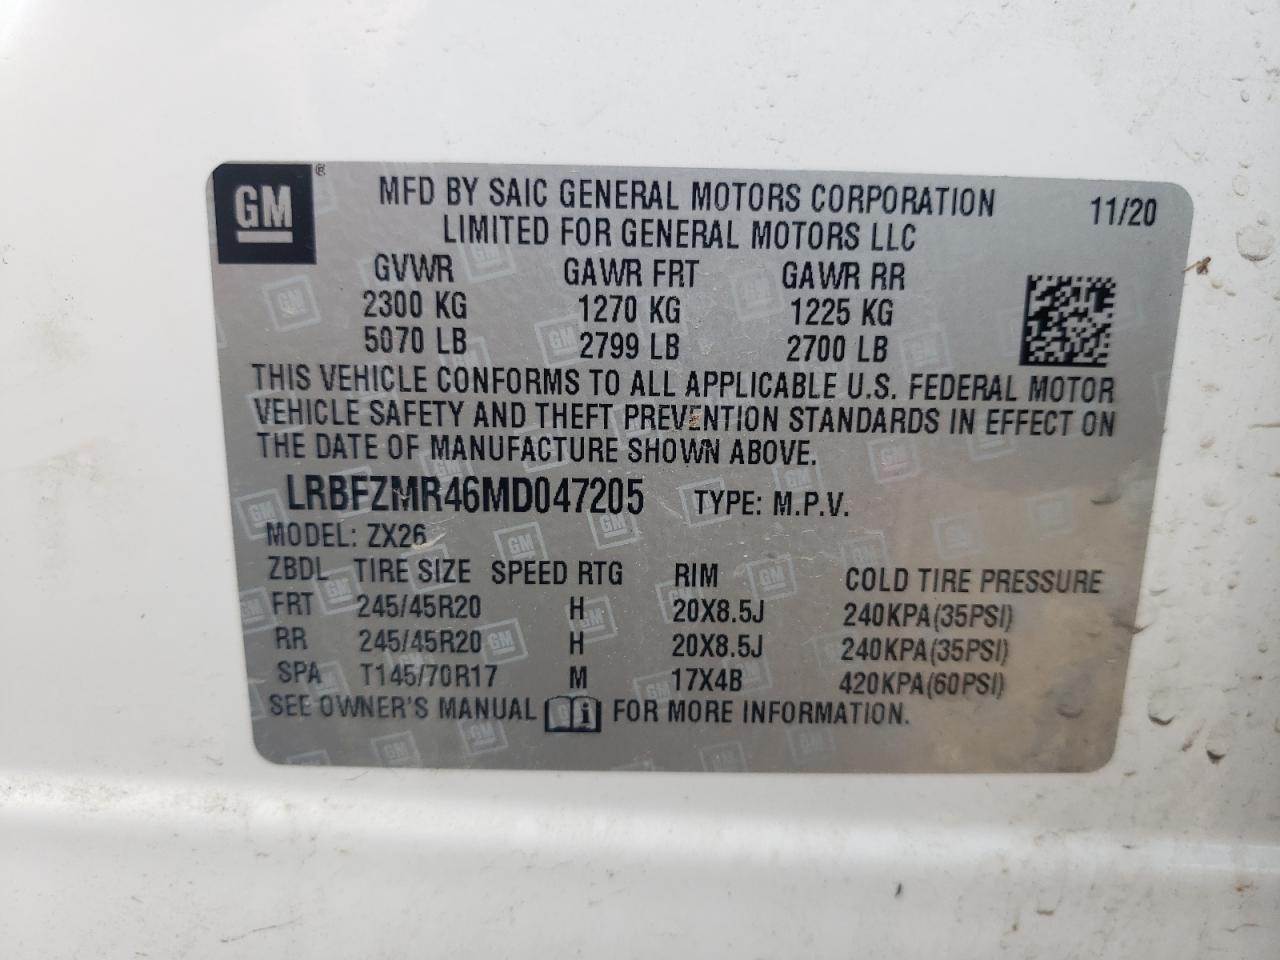 GM ® MFD BY SAIC GENERAL MOTORS CORPORATION 11/20
LIMITED FOR GENERAL MOTORS LLC
GVWR GAWR FRT GAWR RR
2300 KG 1270 KG 1225 KG
5070 LB 2799 LB 2700 LB
THIS VEHICLE CONFORMS TO ALL APPLICABLE U.S. FEDERAL MOTOR
VEHICLE SAFETY AND THEFT PREVENTION STANDARDS IN EFFECT ON
THE DATE OF MANUFACTURE SHOWN ABOVE.
LRBFZMR46MD047205 TYPE: M.P.V.
MODEL: ZX26
ZBDL TIRE SIZE SPEED RTG RIM COLD TIRE PRESSURE
FRT 245/45R20 H 20X8.5J 240KPA(35PSI)
RR 245/45R20 H 20X8.5J 240KPA(35PSI)
SPA T145/70R17 M 17X4B 420KPA(60PSI)
SEE OWNER'S MANUAL i FOR MORE INFORMATION.